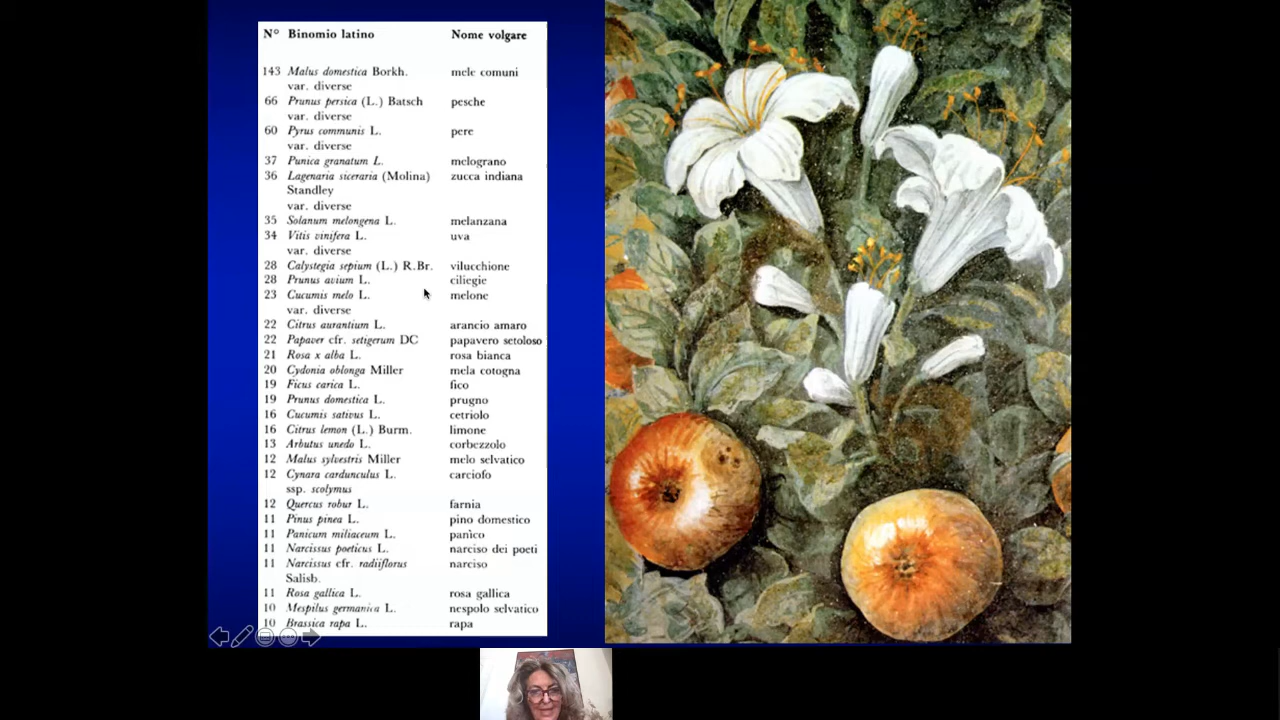 N° Binomio latino Nome volgare
143 Malus domestica Borkh. mele comuni
var. diverse
66 Prunus persica (L.) Batsch pesche
var. diverse
60 Pyrus communis L. pere
var. diverse
37 Punica granatum L. melograno
36 Lagenaria siceraria (Molina) zucca indiana
Standley
var. diverse
35 Solanum melongena L. melanzana
34 Vitis vinifera L. uva
var. diverse
28 Calystegia sepium (L.) R.Br. vilucchione
28 Prunus avium L. ciliegie
23 Cucumis melo L. melone
var. diverse
22 Citrus aurantium L. arancio amaro
22 Papaver cfr. setigerum DC papavero setoloso
21 Rosa x alba L. rosa bianca
20 Cydonia oblonga Miller mela cotogna
19 Ficus carica L. fico
19 Prunus domestica L. prugno
16 Cucumis sativus L. cetriolo
16 Citrus lemon (L.) Burm. limone
13 Arbutus unedo L. corbezzolo
12 Malus sylvestris Miller melo selvatico
12 Cynara cardunculus L. carciofo
ssp. scolymus
12 Quercus robur L. farnia
11 Pinus pinea L. pino domestico
11 Panicum miliaceum L. panìco
11 Narcissus poeticus L. narciso dei poeti
11 Narcissus cfr. radiiflorus narciso
Salisb.
11 Rosa gallica L. rosa gallica
10 Mespilus germanica L. nespolo selvatico
10 Brassica rapa L. rapa